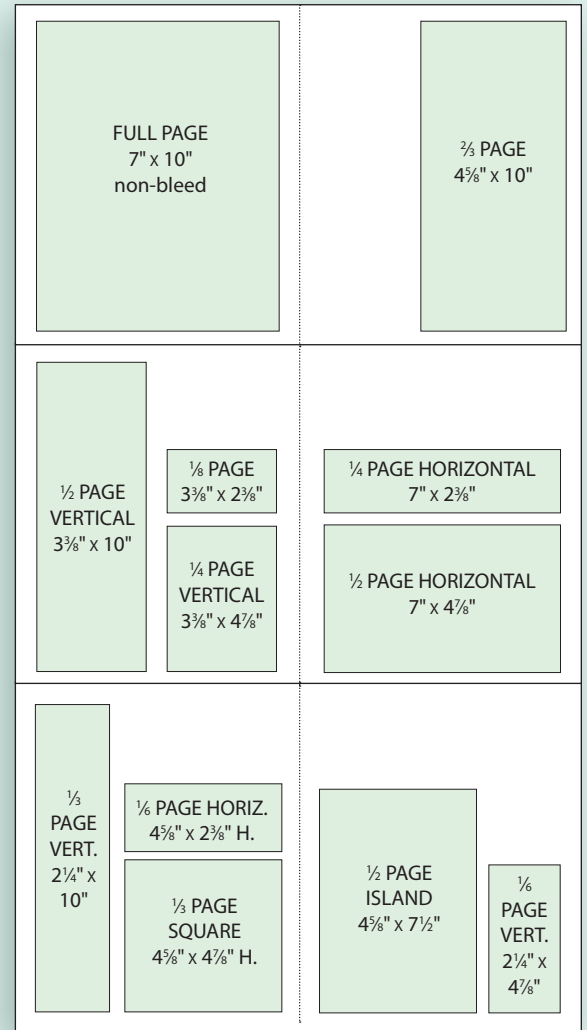 FULL PAGE
7" x 10"
non-bleed
⅔ PAGE
4⅝" x 10"
½ PAGE
VERTICAL
3⅜" x 10"
⅛ PAGE
3⅜" x 2⅜"
¼ PAGE
VERTICAL
3⅜" x 4⅞"
¼ PAGE HORIZONTAL
7" x 2⅜"
½ PAGE HORIZONTAL
7" x 4⅞"
⅓
PAGE
VERT.
2¼" x
10"
⅙ PAGE HORIZ.
4⅝" x 2⅜" H.
⅓ PAGE
SQUARE
4⅝" x 4⅞" H.
½ PAGE
ISLAND
4⅝" x 7½"
⅙
PAGE
VERT.
2¼" x
4⅞"